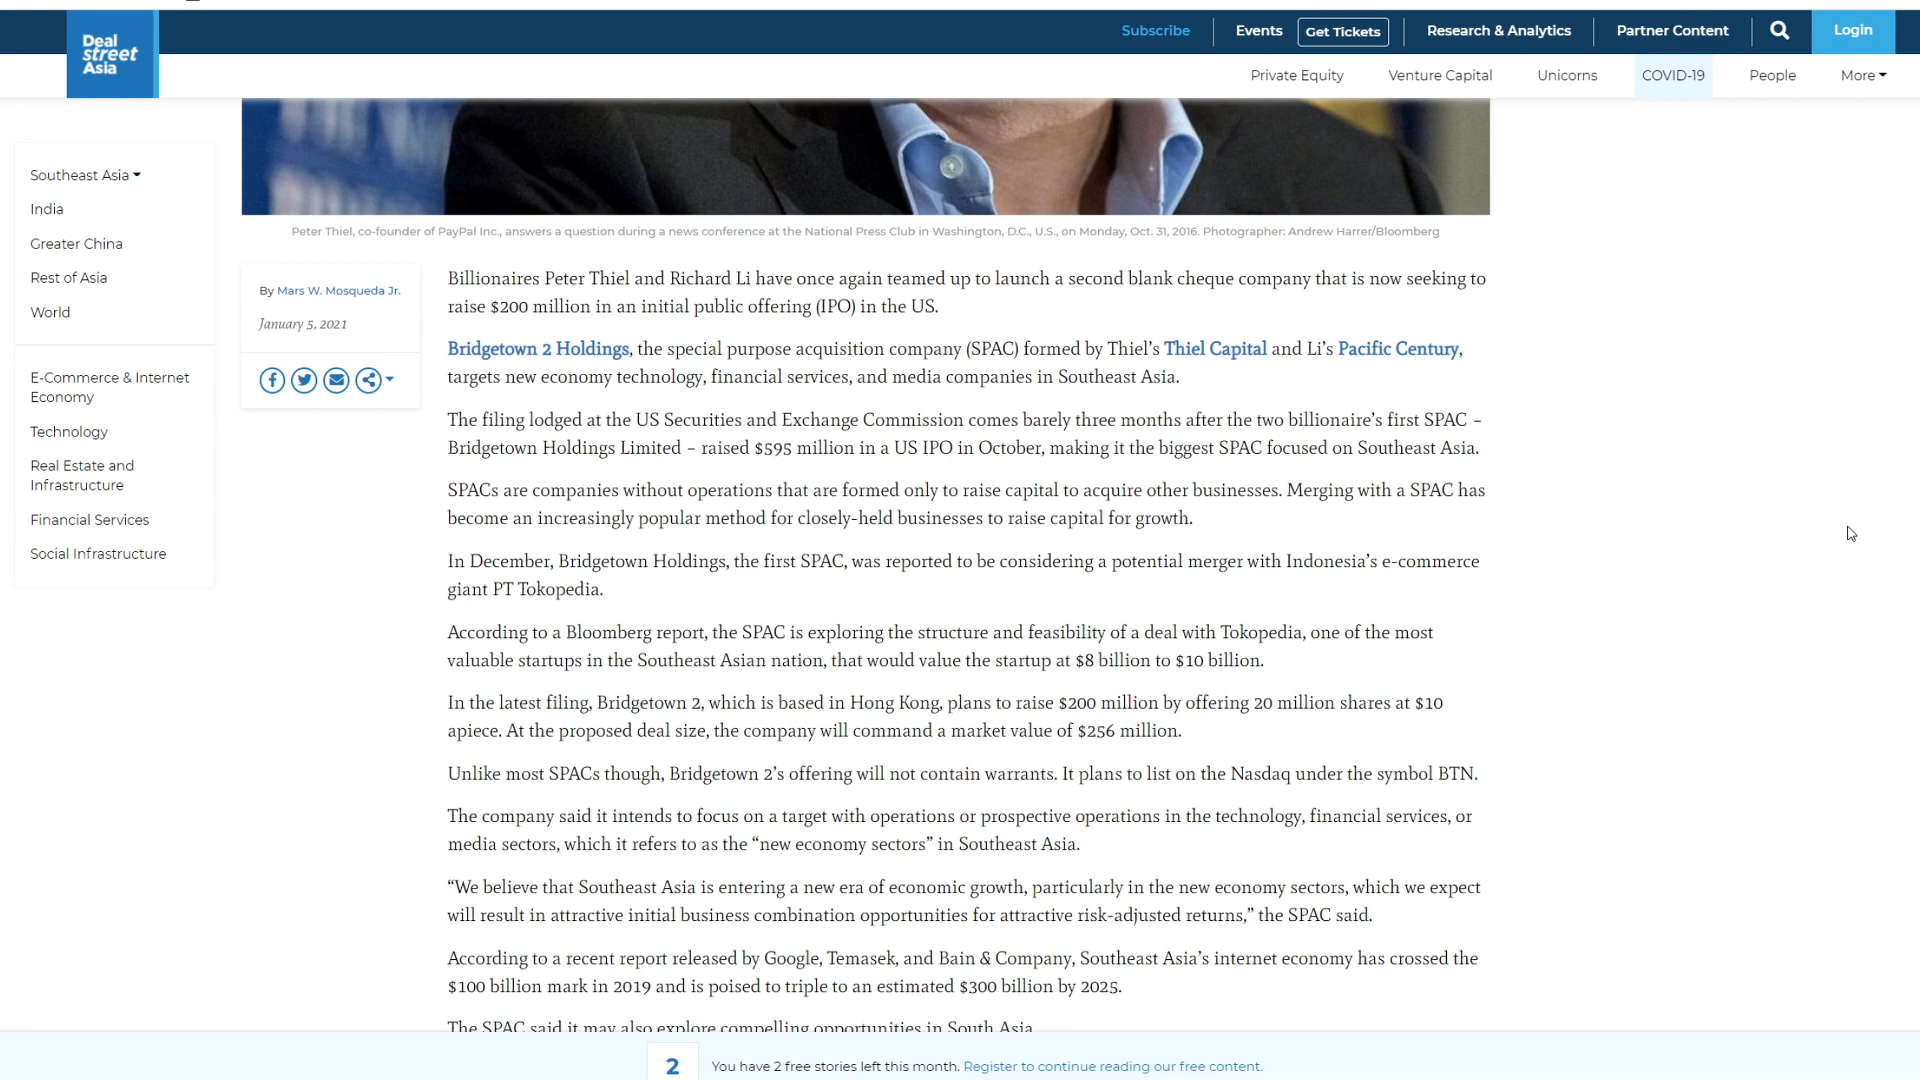 Deal
street
Asia
Subscribe
Events
Get Tickets
Research & Analytics
Partner Content
Login
Private Equity
Venture Capital
Unicorns
COVID-19
People
More
Southeast Asia
India
Greater China
Rest of Asia
World
E-Commerce & Internet
Economy
Technology
Real Estate and
Infrastructure
Financial Services
Social Infrastructure
Peter Thiel, co-founder of PayPal Inc., answers a question during a news conference at the National Press Club in Washington, D.C., U.S., on Monday, Oct. 31, 2016. Photographer: Andrew Harrer/Bloomberg
By Mars W. Mosqueda Jr.
January 5, 2021
Billionaires Peter Thiel and Richard Li have once again teamed up to launch a second blank cheque company that is now seeking to
raise $200 million in an initial public offering (IPO) in the US.
Bridgetown 2 Holdings, the special purpose acquisition company (SPAC) formed by Thiel’s Thiel Capital and Li’s Pacific Century,
targets new economy technology, financial services, and media companies in Southeast Asia.
The filing lodged at the US Securities and Exchange Commission comes barely three months after the two billionaire’s first SPAC –
Bridgetown Holdings Limited – raised $595 million in a US IPO in October, making it the biggest SPAC focused on Southeast Asia.
SPACs are companies without operations that are formed only to raise capital to acquire other businesses. Merging with a SPAC has
become an increasingly popular method for closely-held businesses to raise capital for growth.
In December, Bridgetown Holdings, the first SPAC, was reported to be considering a potential merger with Indonesia’s e-commerce
giant PT Tokopedia.
According to a Bloomberg report, the SPAC is exploring the structure and feasibility of a deal with Tokopedia, one of the most
valuable startups in the Southeast Asian nation, that would value the startup at $8 billion to $10 billion.
In the latest filing, Bridgetown 2, which is based in Hong Kong, plans to raise $200 million by offering 20 million shares at $10
apiece. At the proposed deal size, the company will command a market value of $256 million.
Unlike most SPACs though, Bridgetown 2’s offering will not contain warrants. It plans to list on the Nasdaq under the symbol BTN.
The company said it intends to focus on a target with operations or prospective operations in the technology, financial services, or
media sectors, which it refers to as the “new economy sectors” in Southeast Asia.
“We believe that Southeast Asia is entering a new era of economic growth, particularly in the new economy sectors, which we expect
will result in attractive initial business combination opportunities for attractive risk-adjusted returns,” the SPAC said.
According to a recent report released by Google, Temasek, and Bain & Company, Southeast Asia’s internet economy has crossed the
$100 billion mark in 2019 and is poised to triple to an estimated $300 billion by 2025.
The SPAC said it may also explore compelling opportunities in South Asia
2
You have 2 free stories left this month. Register to continue reading our free content.